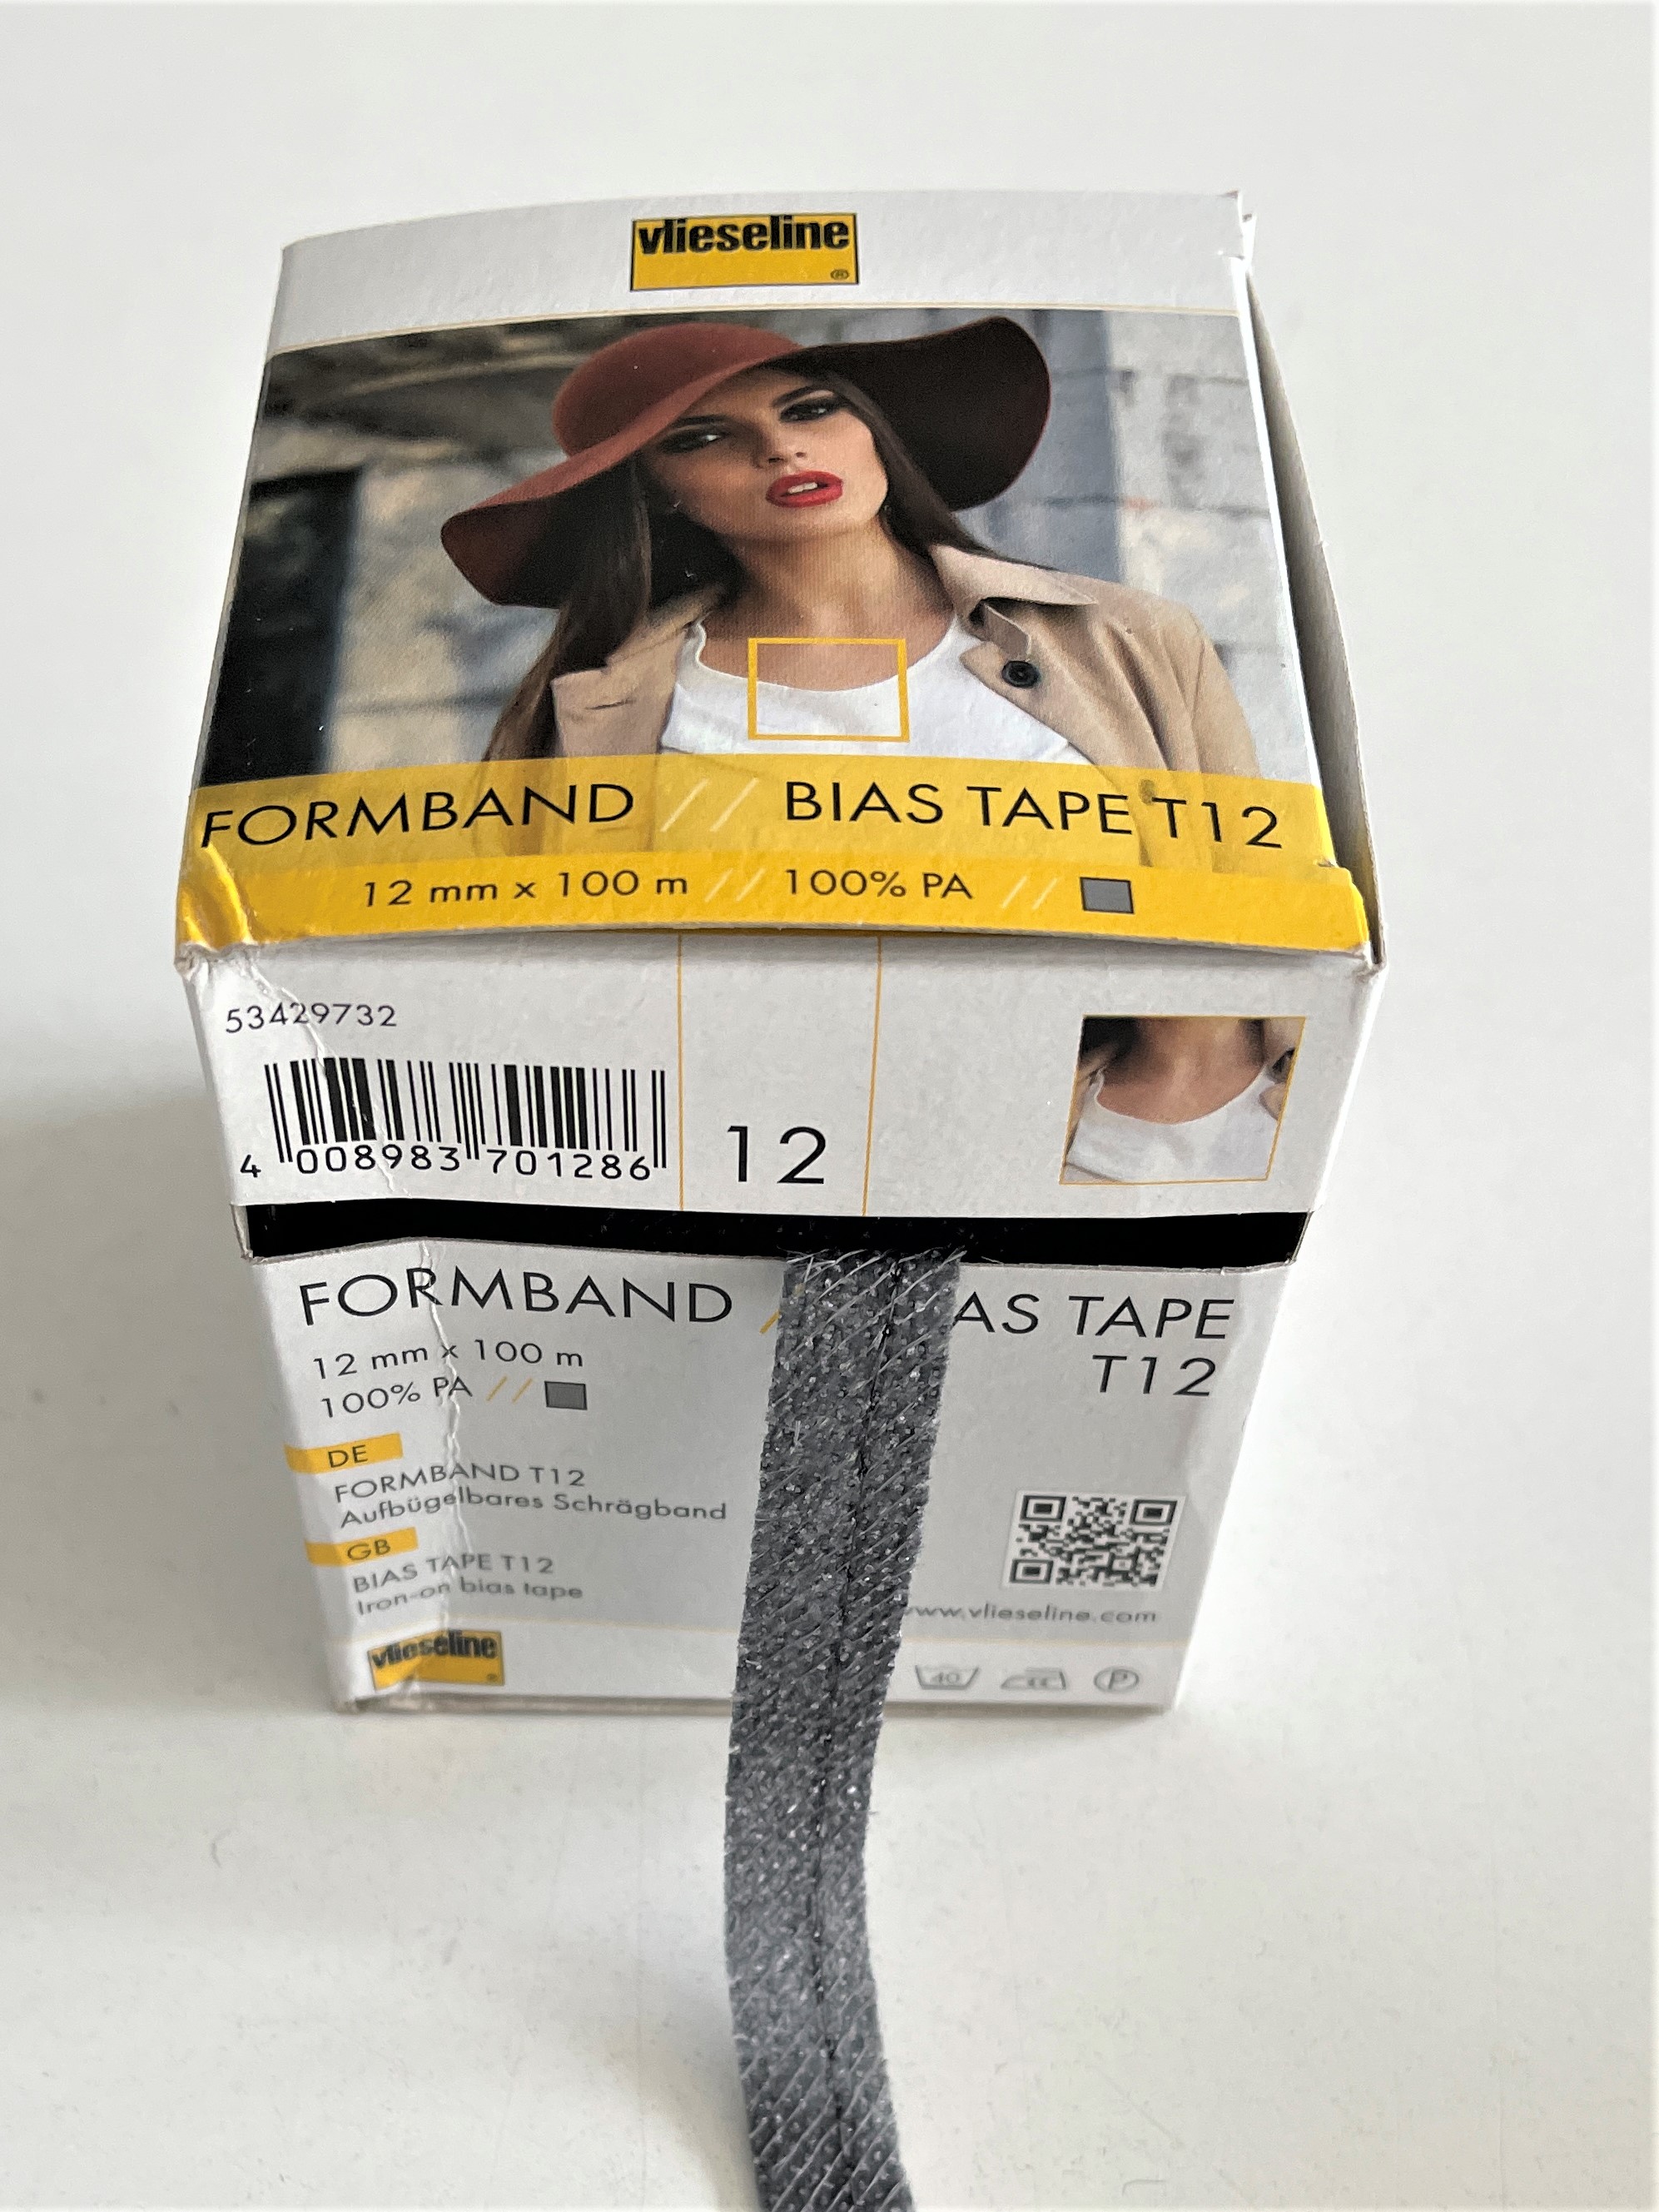 vlieseline
®
FORMBAND // BIAS TAPE T12
12 mm x 100 m // 100% PA //
53429732
4 008983 701286
12
FORMBAND / AS TAPE
T12
12 mm x 100 m
100% PA //
DE
FORMBAND T12
Aufbügelbares Schrägband
GB
BIAS TAPE T12
Iron-on bias tape
www.vlieseline.com
vlieseline
®
40
P